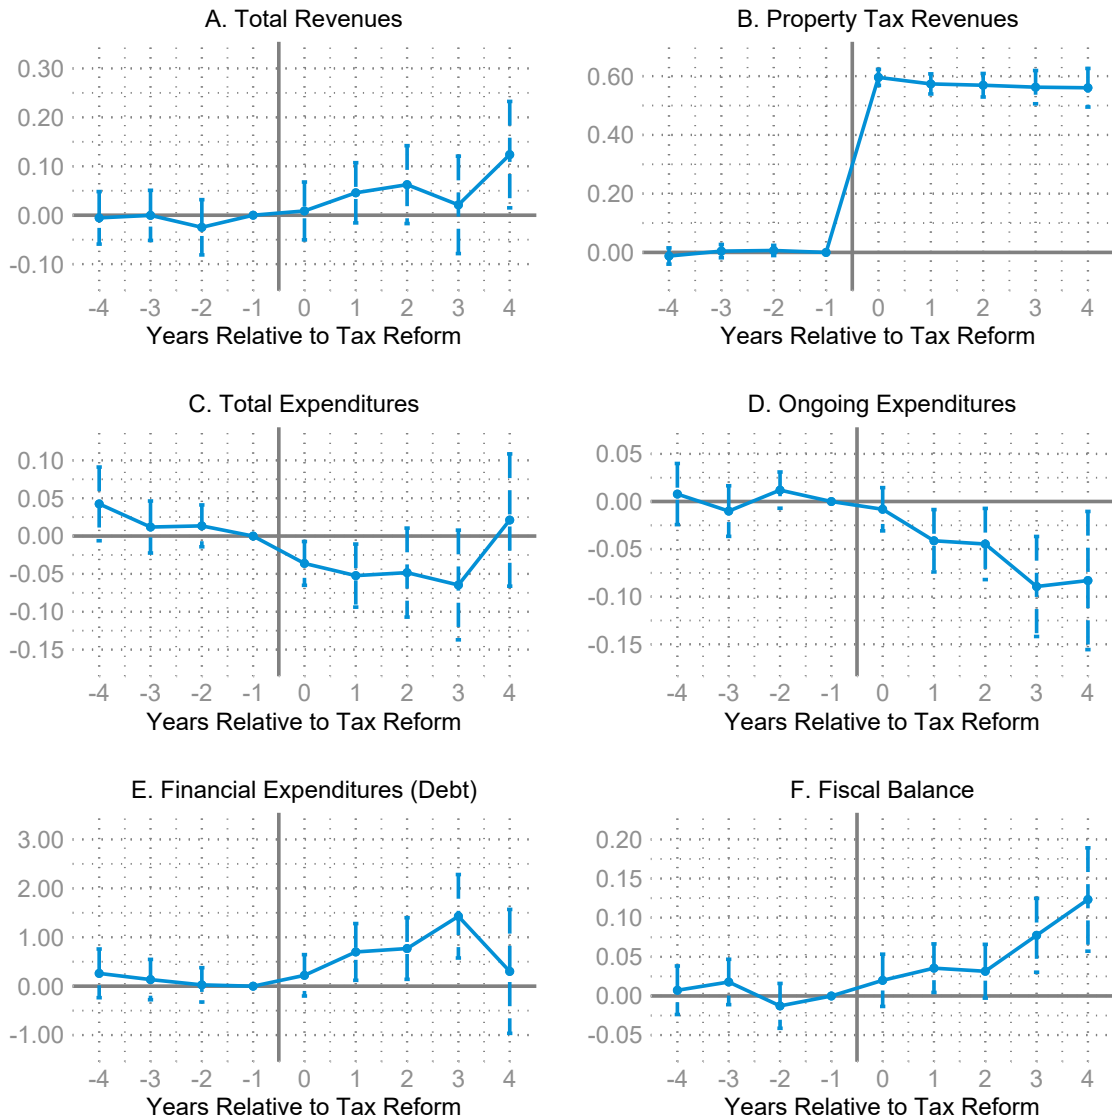 A. Total Revenues
0.30
0.20
0.10
0.00
-0.10
-4 -3 -2 -1 0 1 2 3 4
Years Relative to Tax Reform
B. Property Tax Revenues
0.60
0.40
0.20
0.00
-4 -3 -2 -1 0 1 2 3 4
Years Relative to Tax Reform
C. Total Expenditures
0.10
0.05
0.00
-0.05
-0.10
-0.15
-4 -3 -2 -1 0 1 2 3 4
Years Relative to Tax Reform
D. Ongoing Expenditures
0.05
0.00
-0.05
-0.10
-0.15
-4 -3 -2 -1 0 1 2 3 4
Years Relative to Tax Reform
E. Financial Expenditures (Debt)
3.00
2.00
1.00
0.00
-1.00
-4 -3 -2 -1 0 1 2 3 4
Years Relative to Tax Reform
F. Fiscal Balance
0.20
0.15
0.10
0.05
0.00
-0.05
-4 -3 -2 -1 0 1 2 3 4
Years Relative to Tax Reform